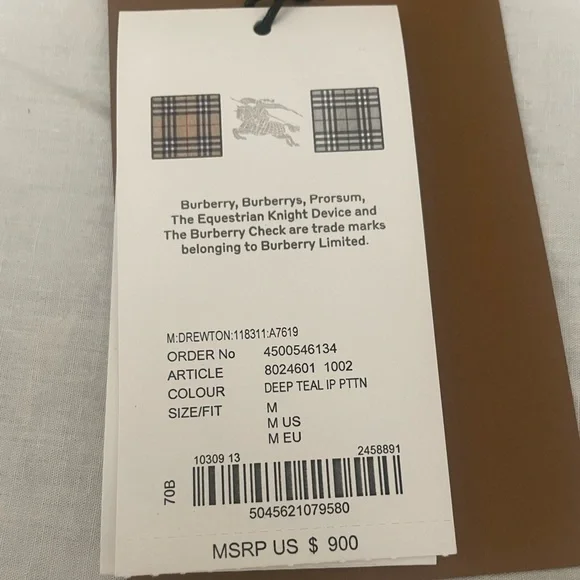 Burberry, Burberrys, Prorsum,
The Equestrian Knight Device and
The Burberry Check are trade marks
belonging to Burberry Limited.
M:DREWTON:118311:A7619
ORDER No 4500546134
ARTICLE 8024601 1002
COLOUR DEEP TEAL IP PTTN
SIZE/FIT M
M US
M EU
10309 13 2458891
70B
5045621079580
MSRP US $ 900